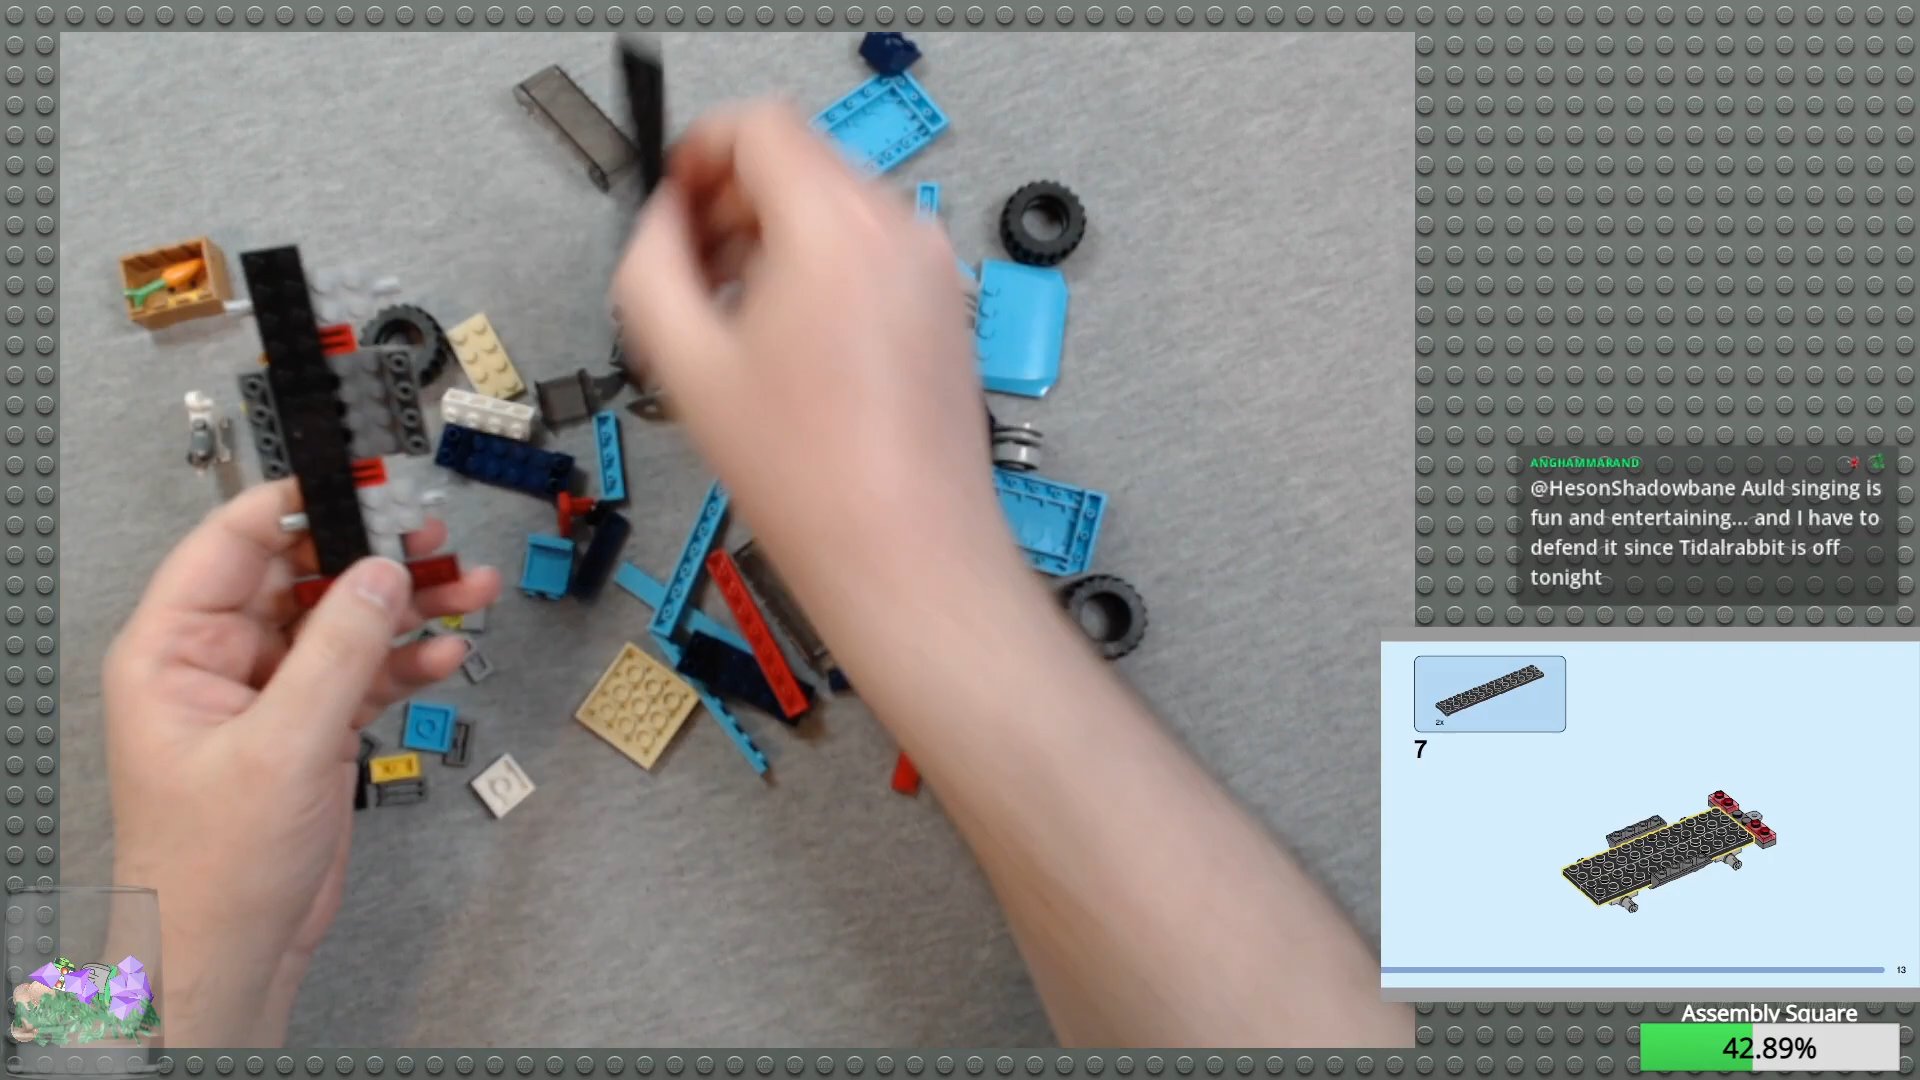 ANGHAMMARAND
@HesonShadowbane Auld singing is
fun and entertaining... and I have to
defend it since Tidalrabbit is off
tonight
2x
7
13
Assembly Square
42.89%